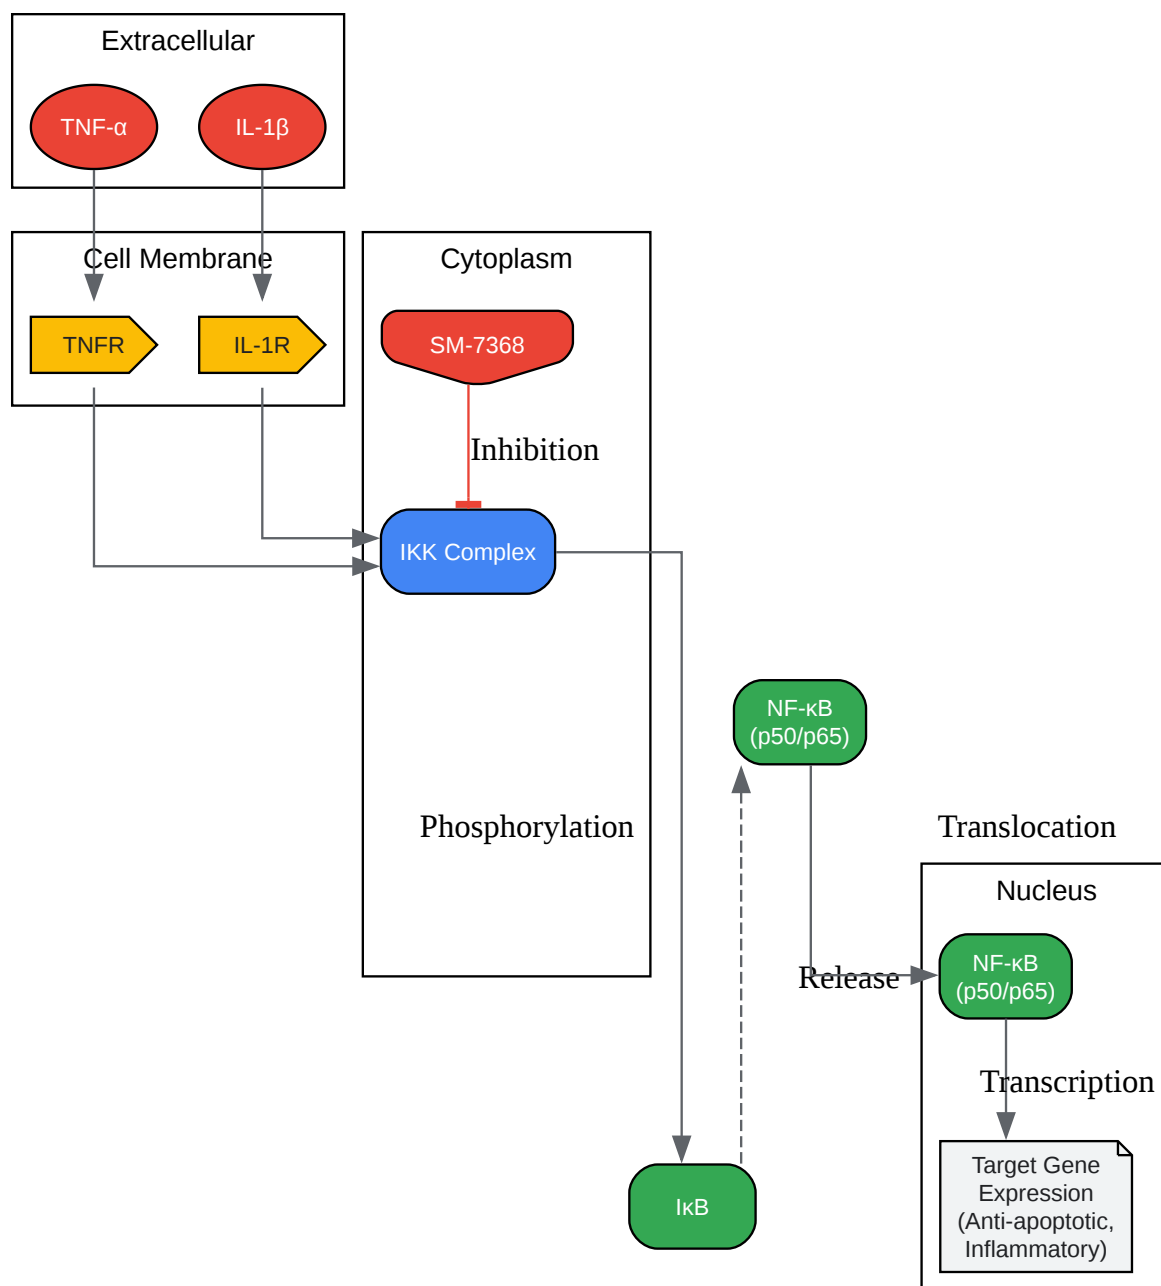 Extracellular
TNF-α
IL-1β
Cell Membrane
TNFR
IL-1R
Cytoplasm
SM-7368
Inhibition
IKK Complex
Phosphorylation
NF-κB
(p50/p65)
Release
Translocation
Nucleus
NF-κB
(p50/p65)
Transcription
IκB
Target Gene
Expression
(Anti-apoptotic,
Inflammatory)